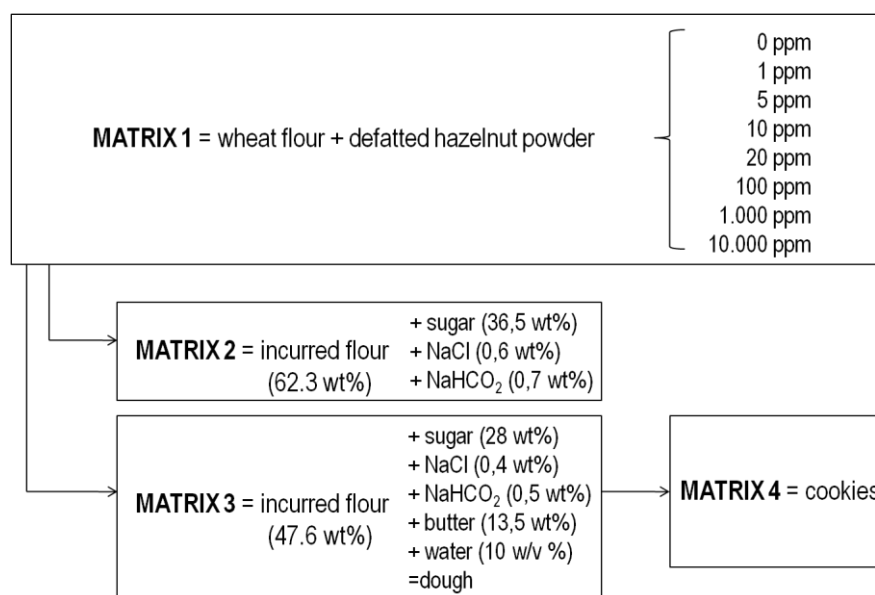 MATRIX 1 = wheat flour + defatted hazelnut powder
0 ppm
1 ppm
5 ppm
10 ppm
20 ppm
100 ppm
1.000 ppm
10.000 ppm
MATRIX 2 = incurred flour
(62.3 wt%)
+ sugar (36,5 wt%)
+ NaCl (0,6 wt%)
+ NaHCO₂ (0,7 wt%)
MATRIX 3 = incurred flour
(47.6 wt%)
+ sugar (28 wt%)
+ NaCl (0,4 wt%)
+ NaHCO₂ (0,5 wt%)
+ butter (13,5 wt%)
+ water (10 w/v %)
=dough
MATRIX 4 = cookies